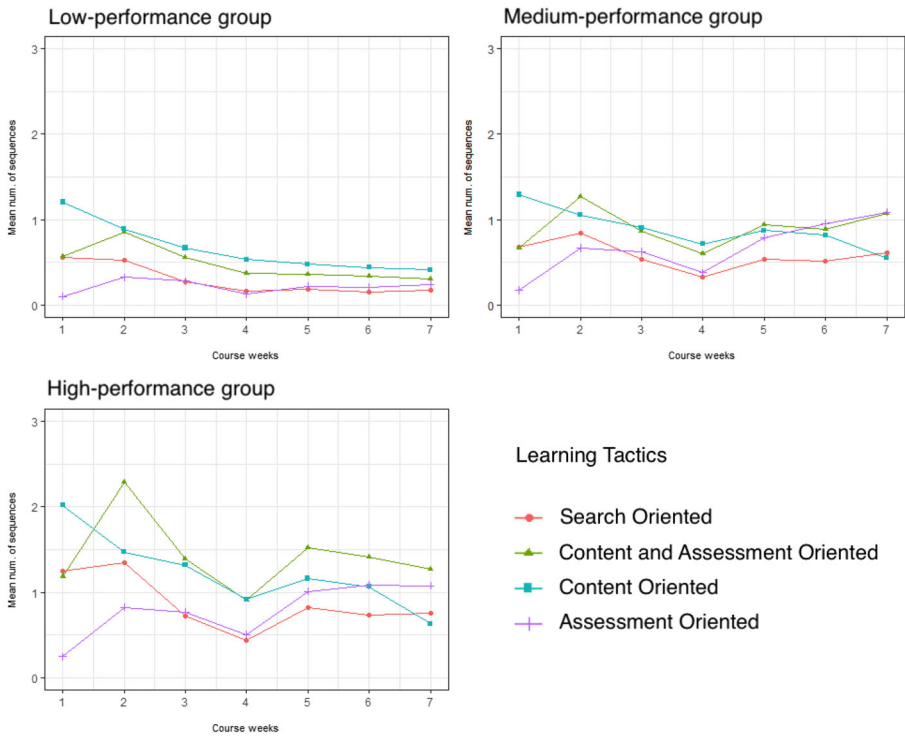 Low-performance group
Mean num. of sequences
3
2
1
0
1 2 3 4 5 6 7
Course weeks
Medium-performance group
Mean num. of sequences
3
2
1
0
1 2 3 4 5 6 7
Course weeks
High-performance group
Mean num. of sequences
3
2
1
0
1 2 3 4 5 6 7
Course weeks
Learning Tactics
Search Oriented
Content and Assessment Oriented
Content Oriented
Assessment Oriented